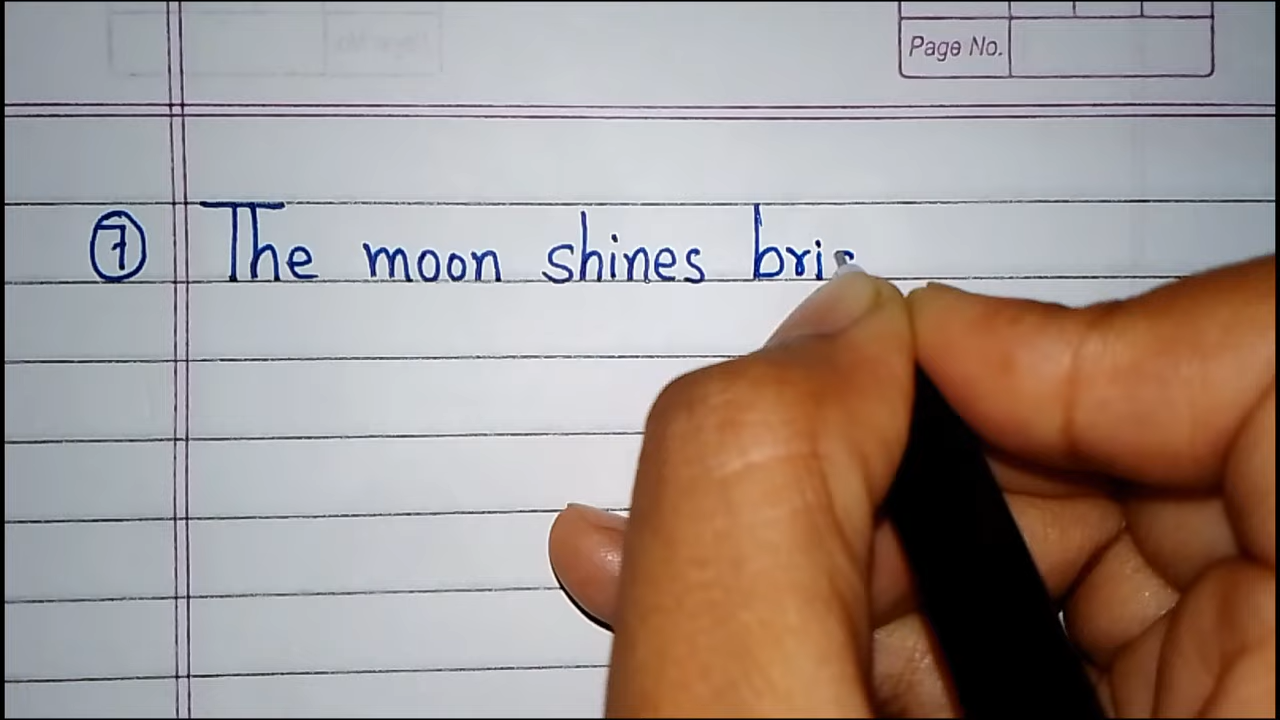 Page No.
⑦ The moon shines bri